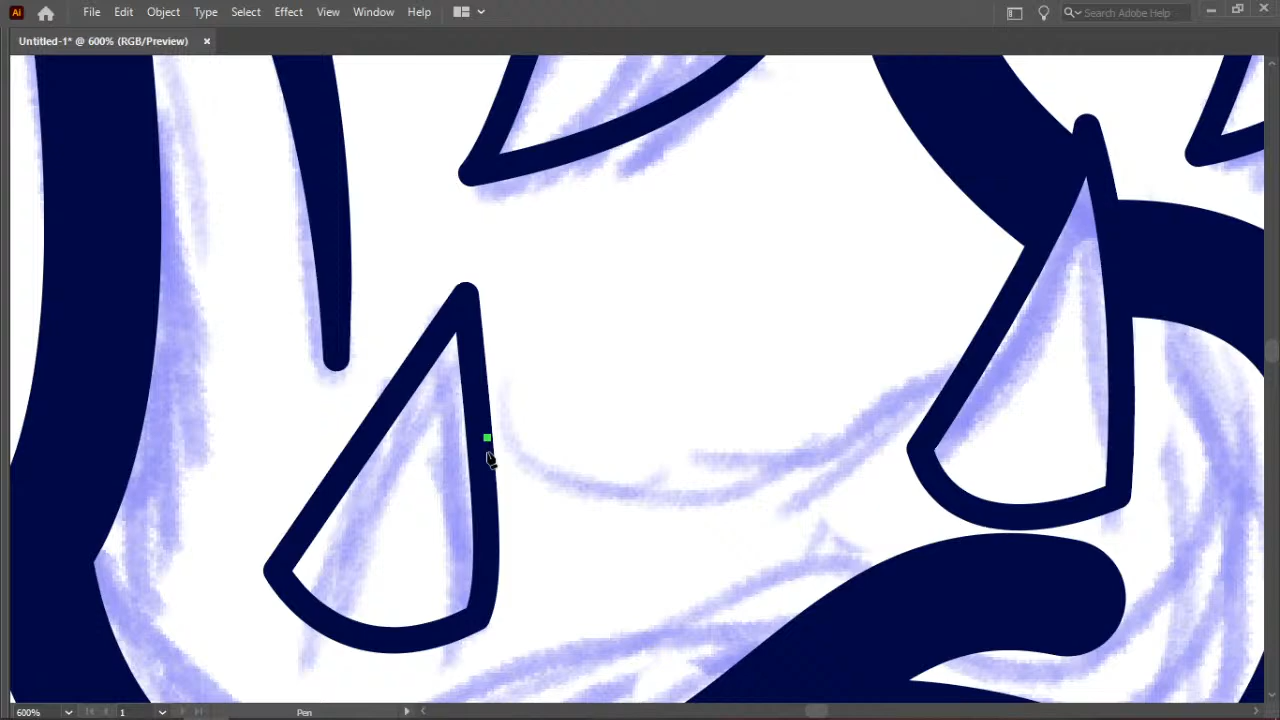 Ai File Edit Object Type Select Effect View Window Help Search Adobe Help
Untitled-1* @ 600% (RGB/Preview) ×
600% 1 Pen